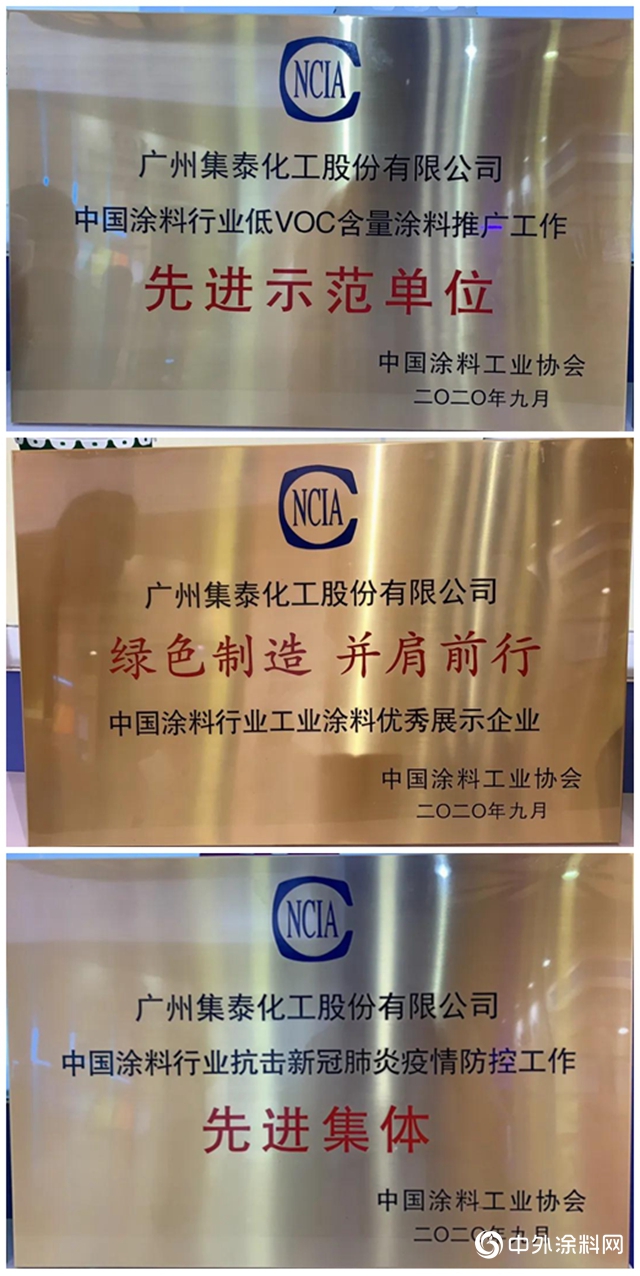 NCIA
广州集泰化工股份有限公司
中国涂料行业低VOC含量涂料推广工作
先进示范单位
中国涂料工业协会
二〇二〇年九月
NCIA
广州集泰化工股份有限公司
绿色制造 并肩前行
中国涂料行业工业涂料优秀展示企业
中国涂料工业协会
二〇二〇年九月
NCIA
广州集泰化工股份有限公司
中国涂料行业抗击新冠肺炎疫情防控工作
先进集体
中国涂料工业协会
二〇二〇年九月
中外涂料网